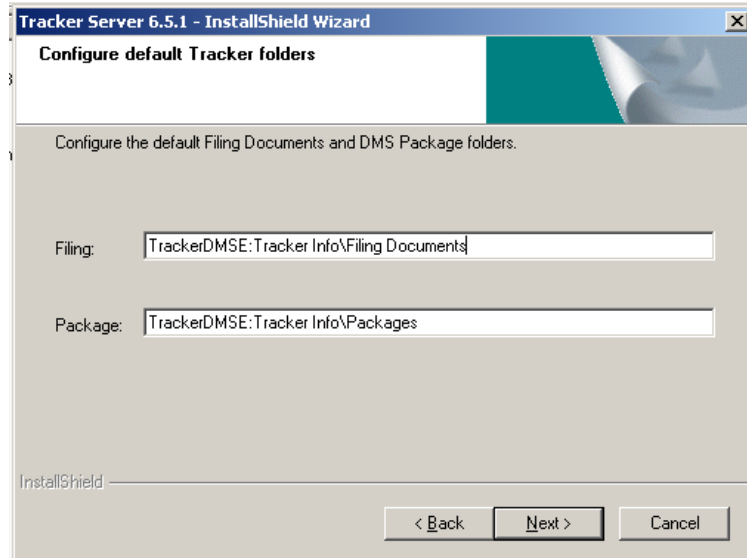 Tracker Server 6.5.1 - InstallShield Wizard
Configure default Tracker folders
Configure the default Filing Documents and DMS Package folders.
Filing: TrackerDMSE:Tracker Info\Filing Documents
Package: TrackerDMSE:Tracker Info\Packages
InstallShield
< Back Next > Cancel